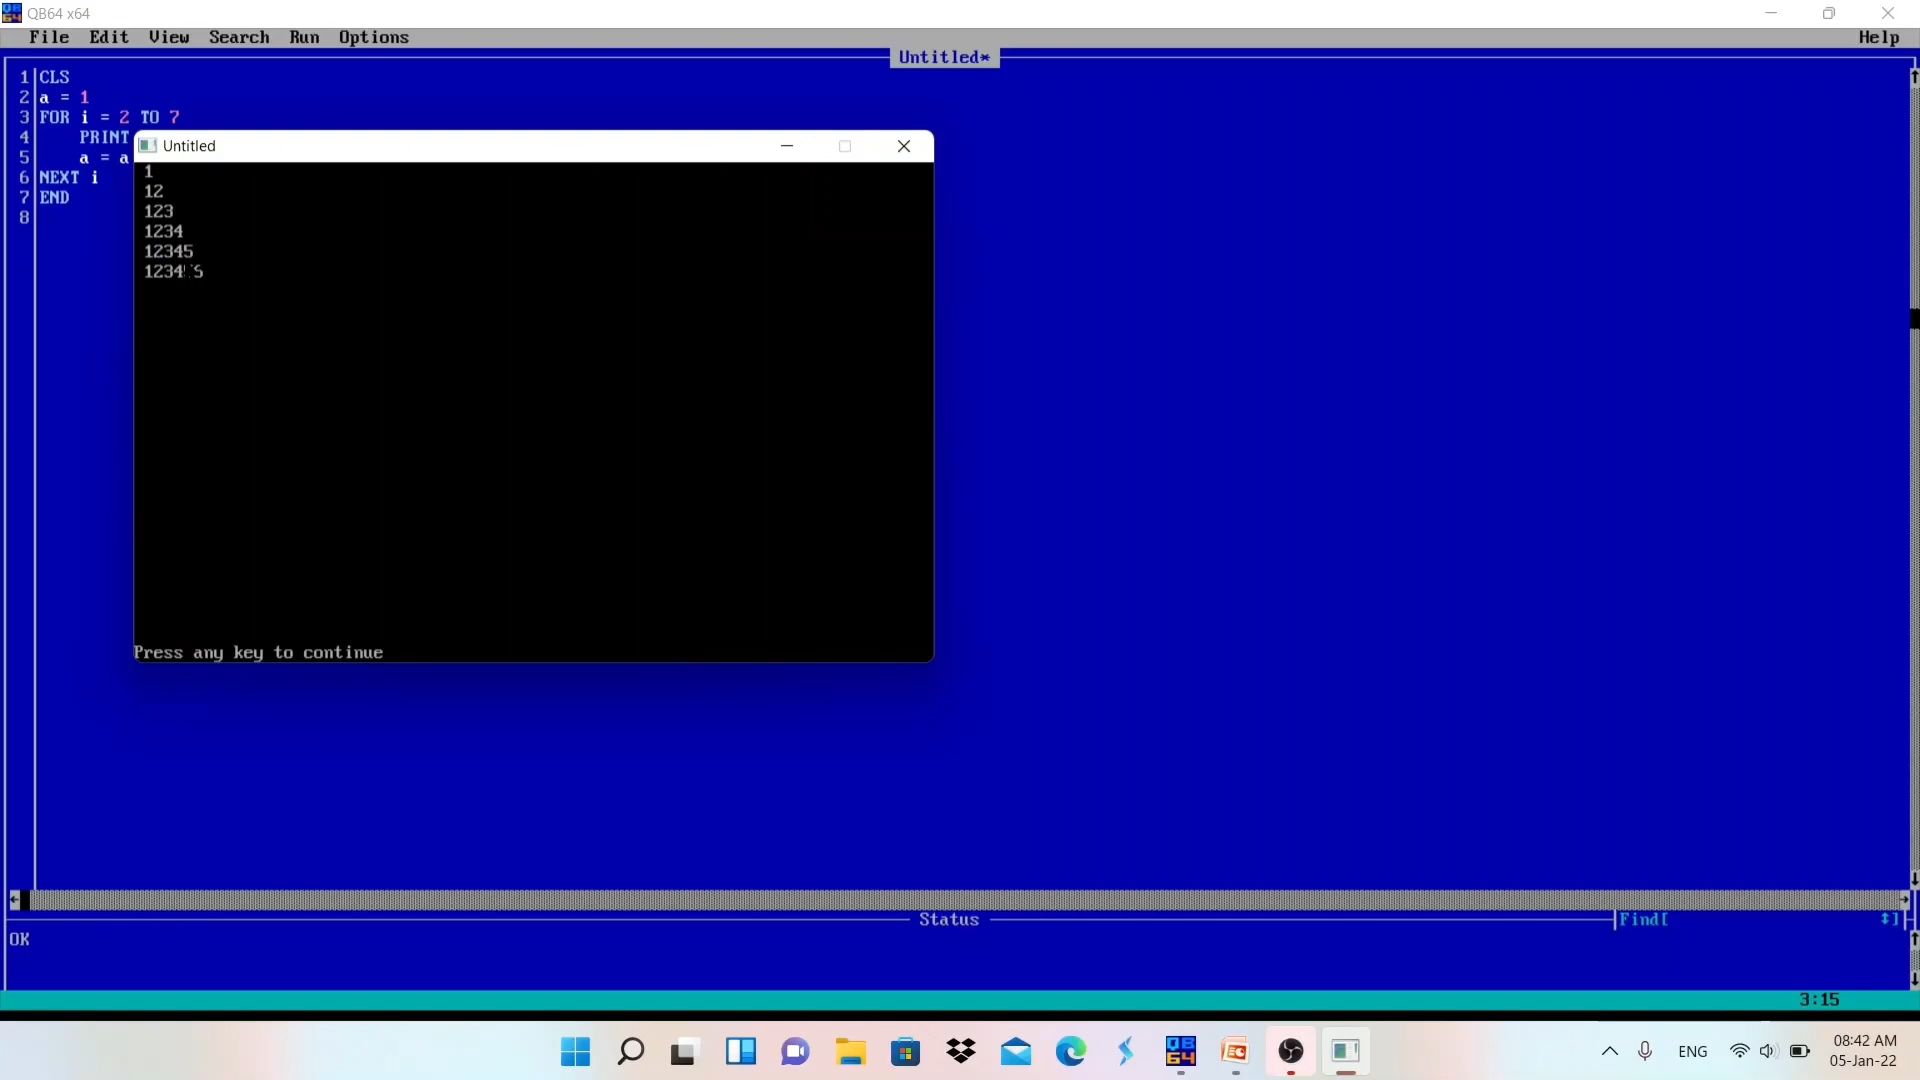 QB64 x64
File Edit View Search Run Options Help
Untitled*
1 CLS
2 a = 1
3 FOR i = 2 TO 7
4 PRINT
5 a = a
6 NEXT i
7 END
8
Untitled
1
12
123
1234
12345
Press any key to continue
Status
Find[ ]
OK
3:15
ENG
08:42 AM
05-Jan-22